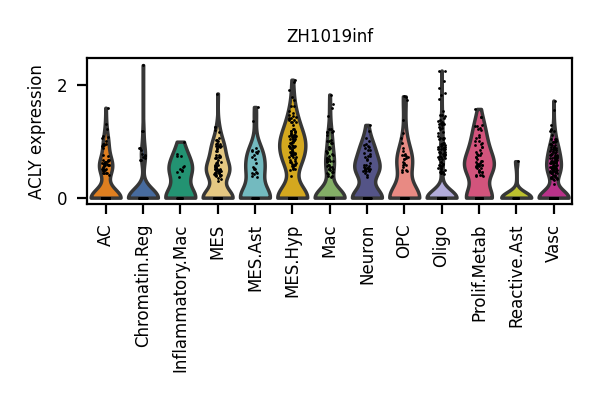 ZH1019inf
ACLY expression
2
0
AC
Chromatin.Reg
Inflammatory.Mac
MES
MES.Ast
MES.Hyp
Mac
Neuron
OPC
Oligo
Prolif.Metab
Reactive.Ast
Vasc